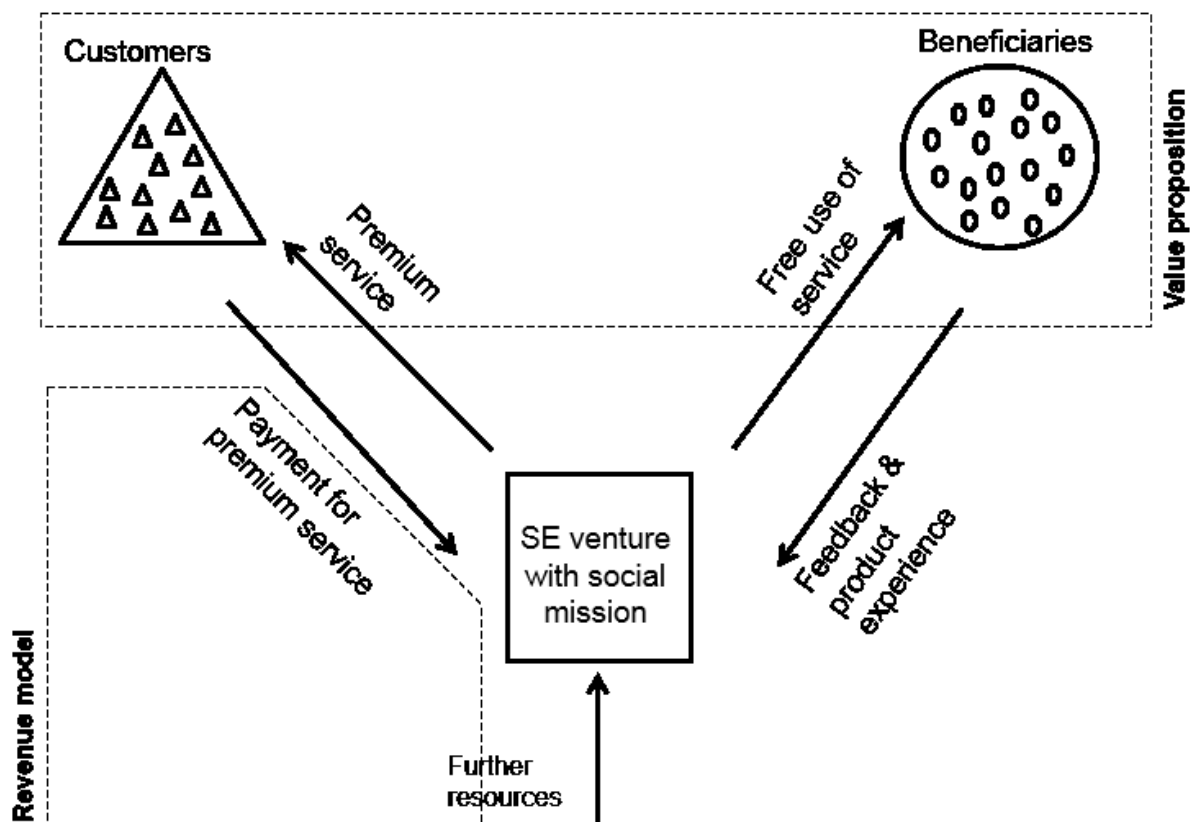 Customers
Beneficiaries
Value proposition
Premium
service
Free use of
service
Payment for
premium service
SE venture
with social
mission
Feedback &
product
experience
Revenue model
Further
resources